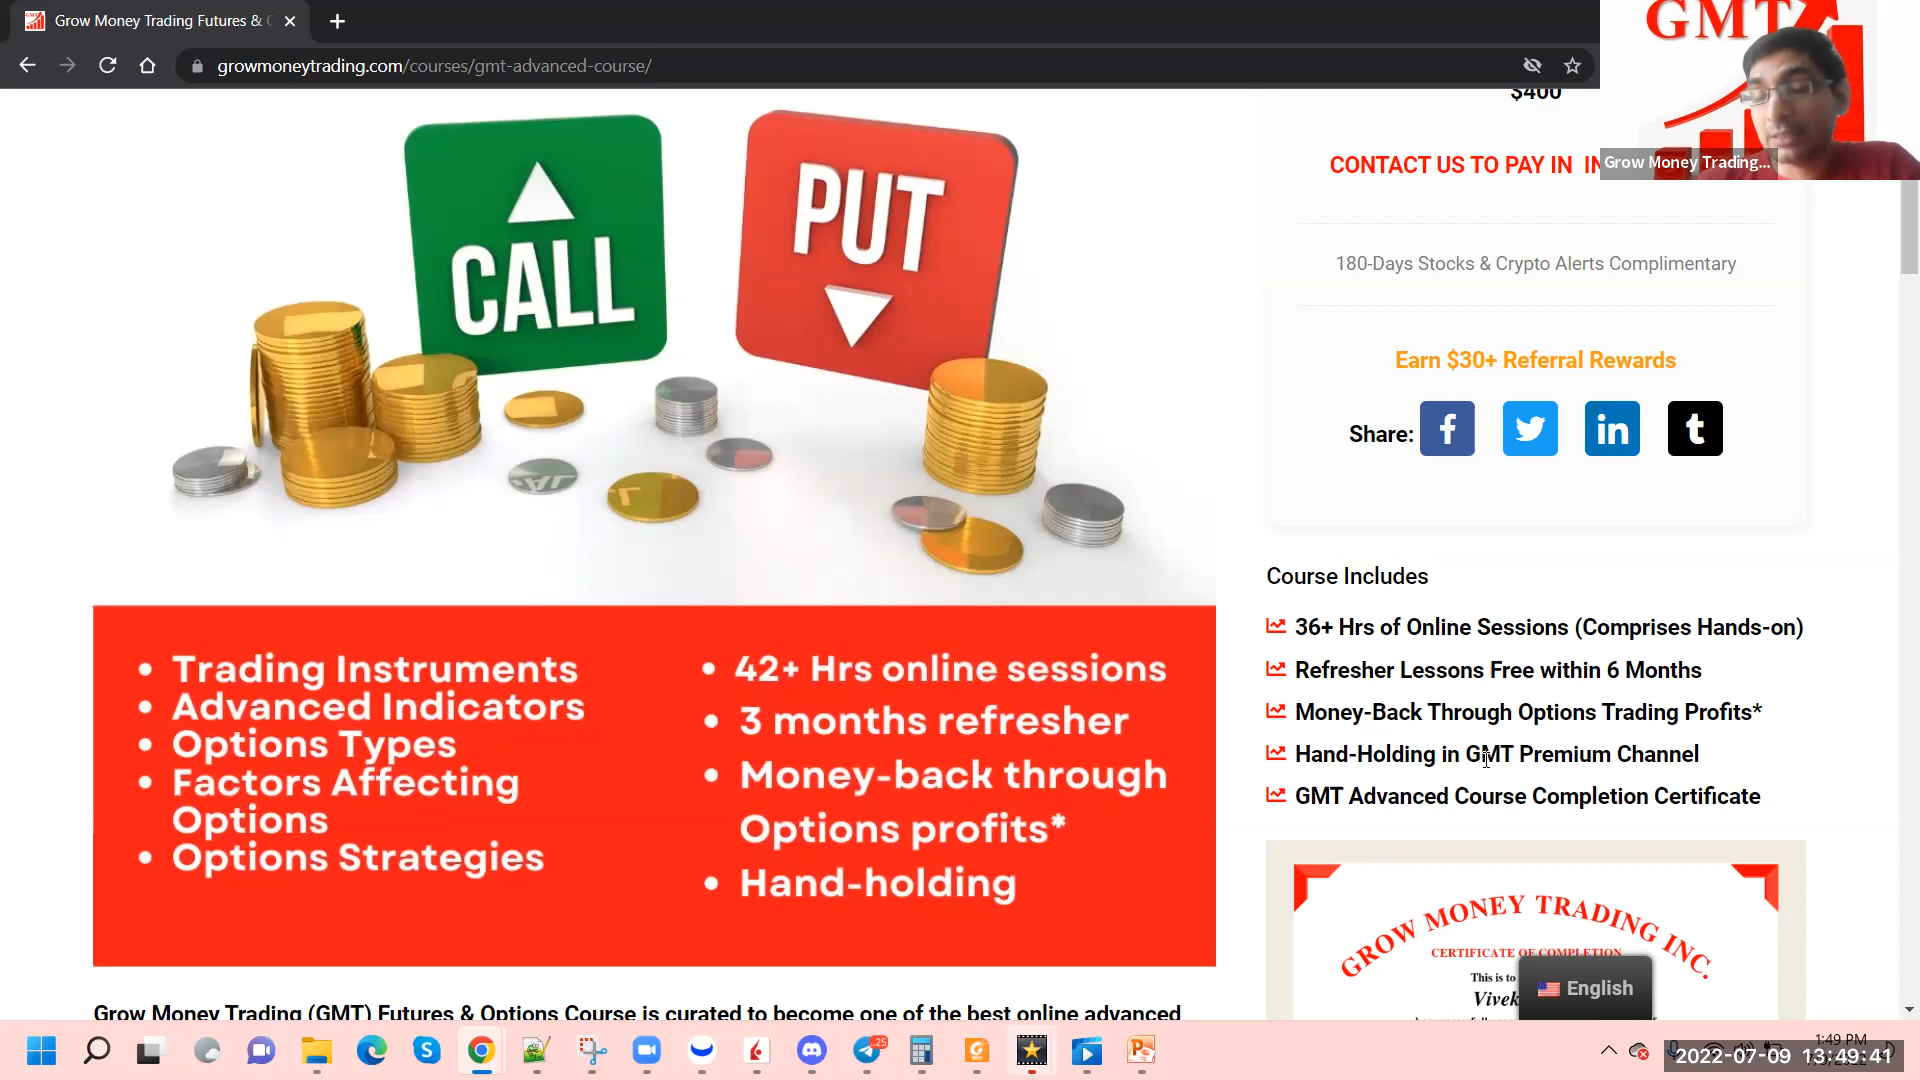 Grow Money Trading Futures &
growmoneytrading.com/courses/gmt-advanced-course/
GMT
Grow Money Trading...
$400
CONTACT US TO PAY IN
180-Days Stocks & Crypto Alerts Complimentary
Earn $30+ Referral Rewards
Share:
CALL
PUT
Trading Instruments
Advanced Indicators
Options Types
Factors Affecting
Options
Options Strategies
42+ Hrs online sessions
3 months refresher
Money-back through
Options profits*
Hand-holding
Course Includes
36+ Hrs of Online Sessions (Comprises Hands-on)
Refresher Lessons Free within 6 Months
Money-Back Through Options Trading Profits*
Hand-Holding in GMT Premium Channel
GMT Advanced Course Completion Certificate
GROW MONEY TRADING INC.
CERTIFICATE OF COMPLETION
This is to
Vivek
English
Grow Money Trading (GMT) Futures & Options Course is curated to become one of the best online advanced
25
1:49 PM
2022-07-09 13:49:41